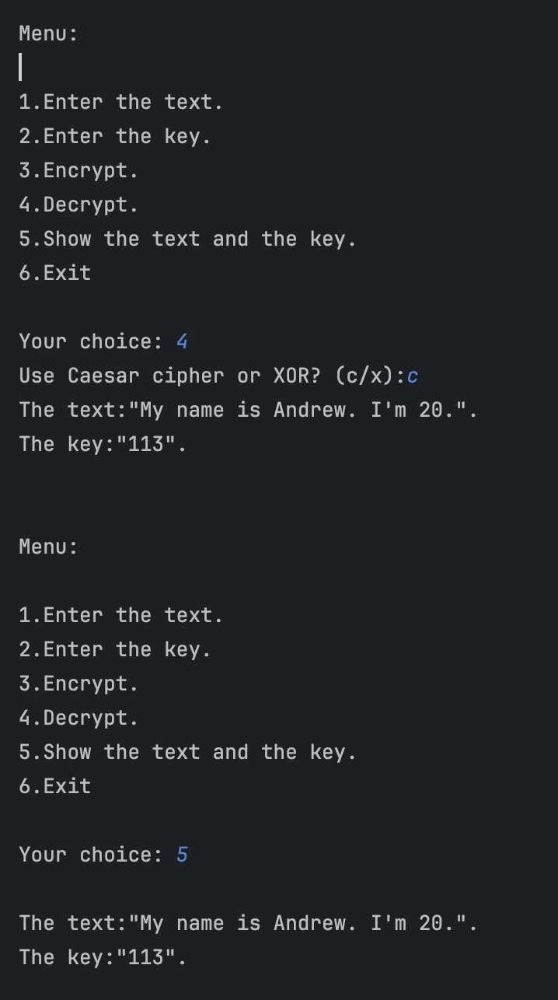 Menu:
1.Enter the text.
2.Enter the key.
3.Encrypt.
4.Decrypt.
5.Show the text and the key.
6.Exit
Your choice: 4
Use Caesar cipher or XOR? (c/x):c
The text:"My name is Andrew. I'm 20.".
The key:"113".
Menu:
1.Enter the text.
2.Enter the key.
3.Encrypt.
4.Decrypt.
5.Show the text and the key.
6.Exit
Your choice: 5
The text:"My name is Andrew. I'm 20.".
The key:"113".